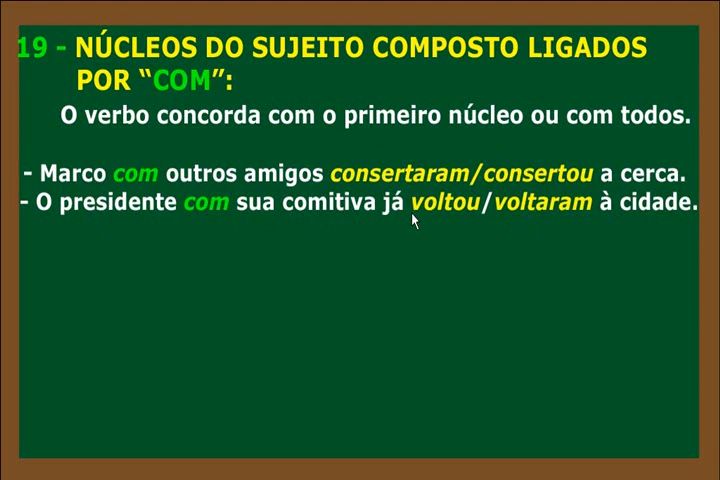 19 - NÚCLEOS DO SUJEITO COMPOSTO LIGADOS
POR “COM”:
O verbo concorda com o primeiro núcleo ou com todos.
- Marco com outros amigos consertaram/consertou a cerca.
- O presidente com sua comitiva já voltou/voltaram à cidade.